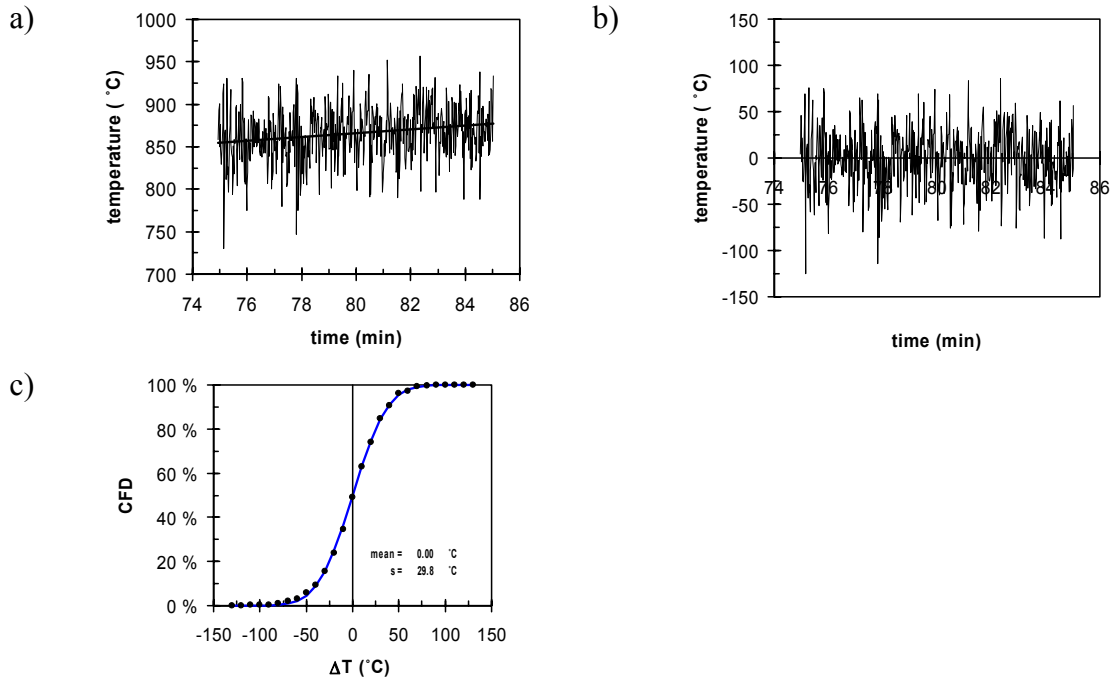 a)
temperature ( ˚C)
1000
950
900
850
800
750
700
74 76 78 80 82 84 86
time (min)
b)
temperature ( ˚C)
150
100
50
0
-50
-100
-150
74 76 78 80 82 84 86
time (min)
c)
CFD
100 %
80 %
60 %
40 %
20 %
0 %
mean = 0.00 ˚C
s = 29.8 ˚C
-150 -100 -50 0 50 100 150
ΔT (˚C)